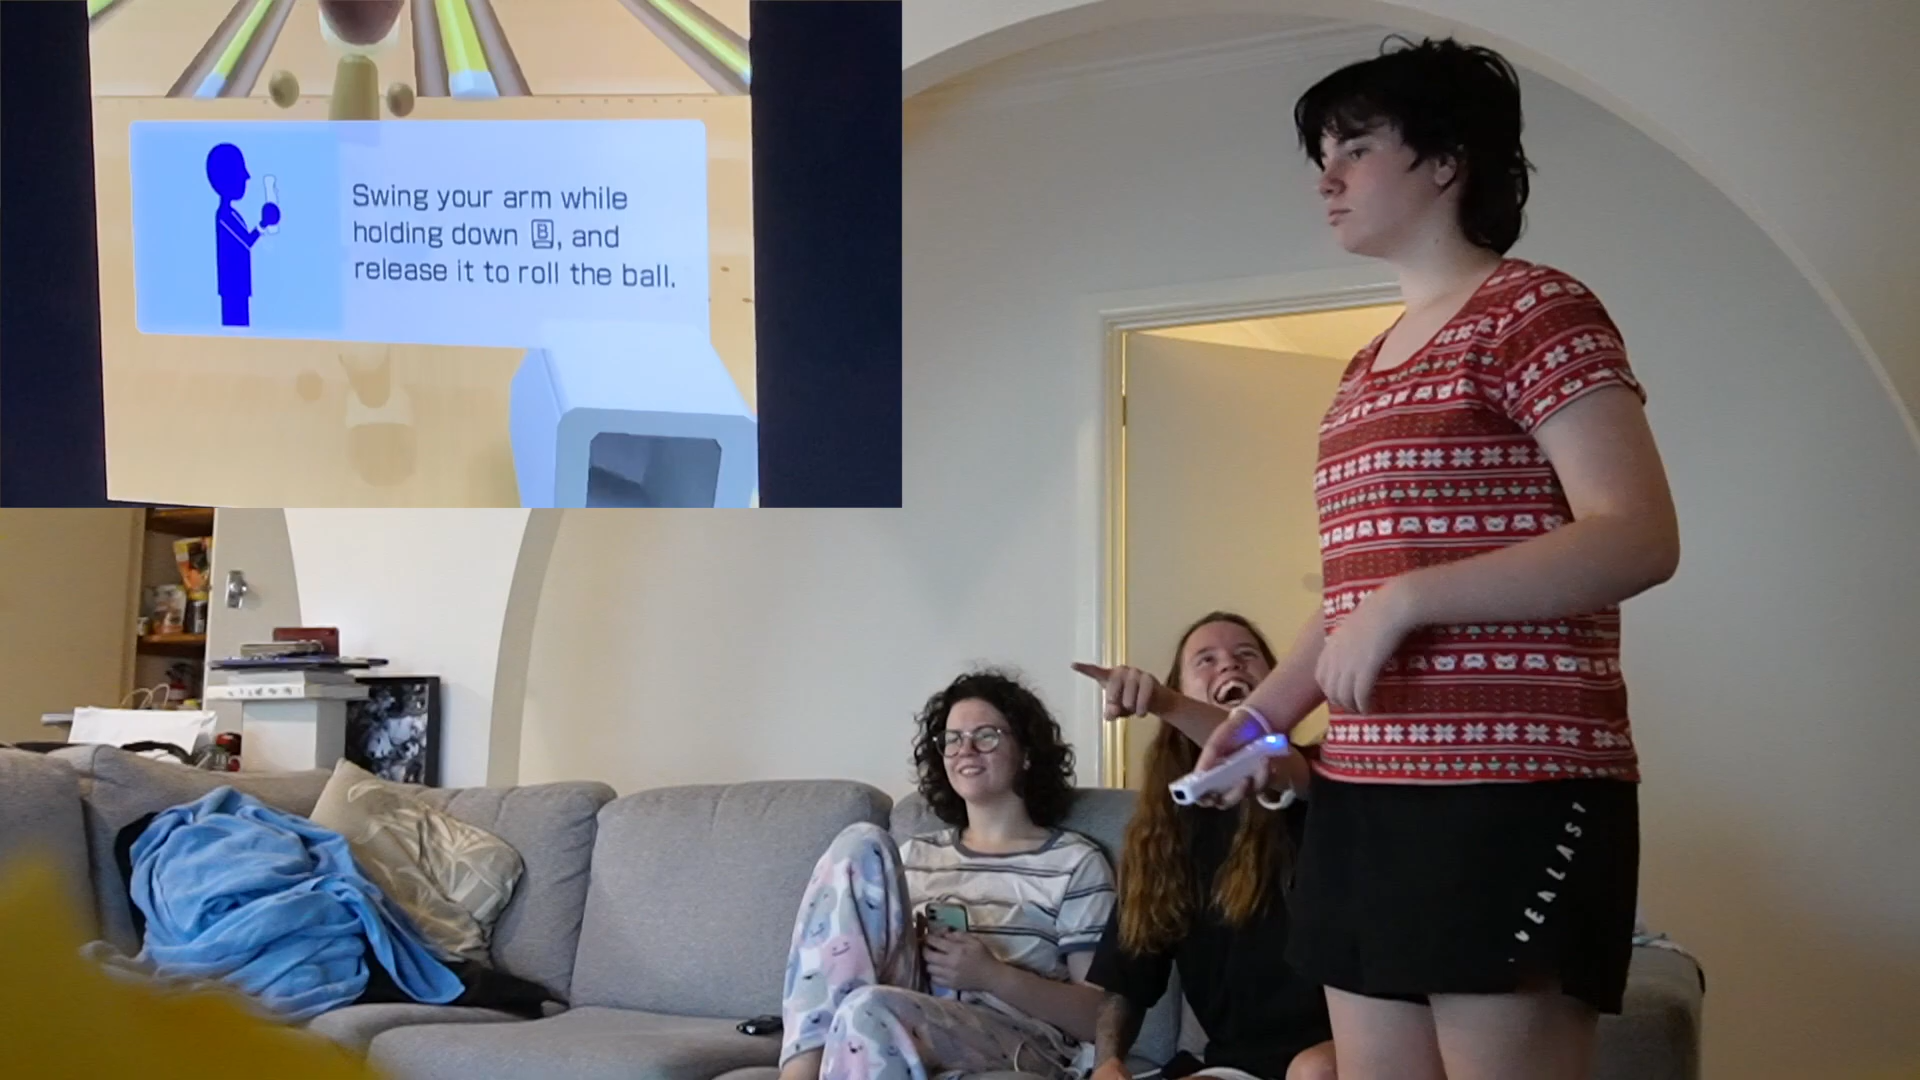 Swing your arm while
holding down B, and
release it to roll the ball.